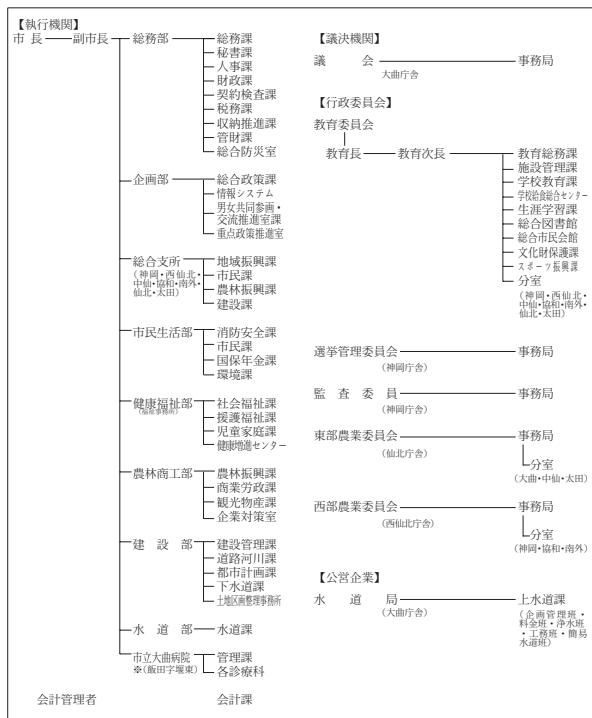 【執行機関】
市 長 副市長 総務部 総務課
秘書課
人事課
財政課
契約検査課
税務課
収納推進課
管財課
総合防災室
企画部 総合政策課
情報システム
男女共同参画・
交流推進室課
重点政策推進室
総合支所 地域振興課
(神岡・西仙北・
中仙・協和・南外・
仙北・太田)
市民課
農林振興課
建設課
市民生活部 消防安全課
市民課
国保年金課
環境課
健康福祉部 社会福祉課
(福祉事務所)
援護福祉課
児童家庭課
健康増進センター
農林商工部 農林振興課
商業労政課
観光物産課
企業対策室
建 設 部 建設管理課
道路河川課
都市計画課
下水道課
土地区画整理事務所
水 道 部 水道課
市立大曲病院 管理課
※(飯田字堰東) 各診療科
会計管理者 会計課
【議決機関】
議 会 事務局
大曲庁舎
【行政委員会】
教育委員会
教育長 教育次長 教育総務課
施設管理課
学校教育課
学校給食総合センター
生涯学習課
総合図書館
総合市民会館
文化財保護課
スポーツ振興課
分室
(神岡・西仙北・
中仙・協和・南外・
仙北・太田)
選挙管理委員会 事務局
(神岡庁舎)
監 査 委 員 事務局
(神岡庁舎)
東部農業委員会 事務局
(仙北庁舎)
分室
(大曲・中仙・太田)
西部農業委員会 事務局
(西仙北庁舎)
分室
(神岡・協和・南外)
【公営企業】
水 道 局 上水道課
(大曲庁舎)
(企画管理班・
料金班・浄水班
・工務班・簡易
水道班)